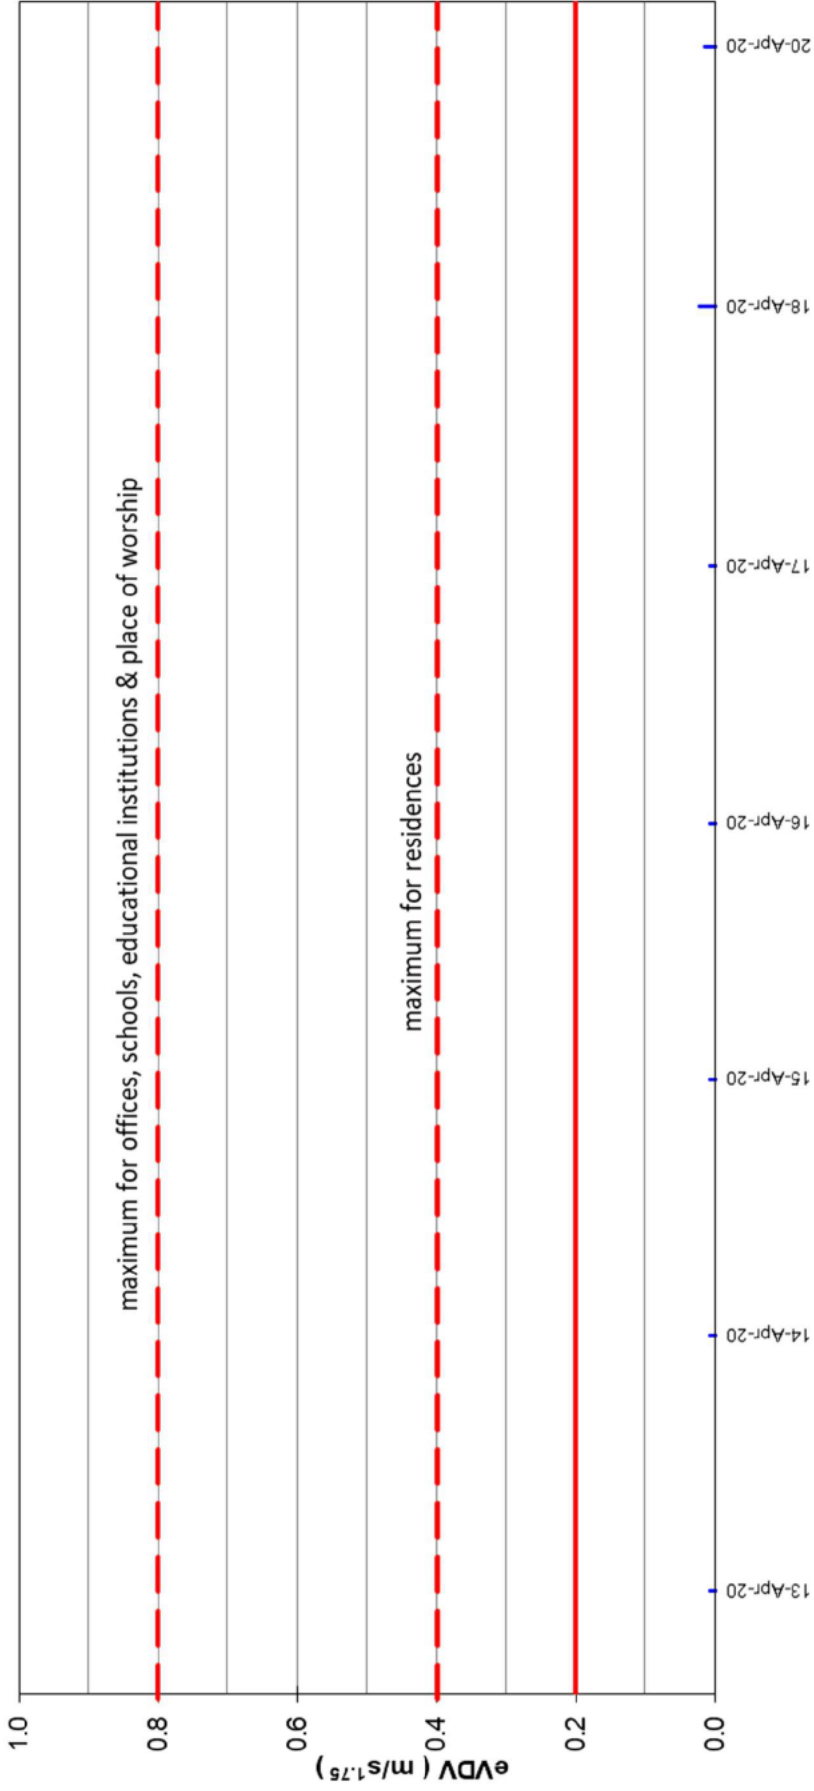 1.0
0.8
0.6
0.4
0.2
0.0
eVDV ( m/s1.75 )
maximum for offices, schools, educational institutions & place of worship
maximum for residences
13-Apr-20
14-Apr-20
15-Apr-20
16-Apr-20
17-Apr-20
18-Apr-20
20-Apr-20